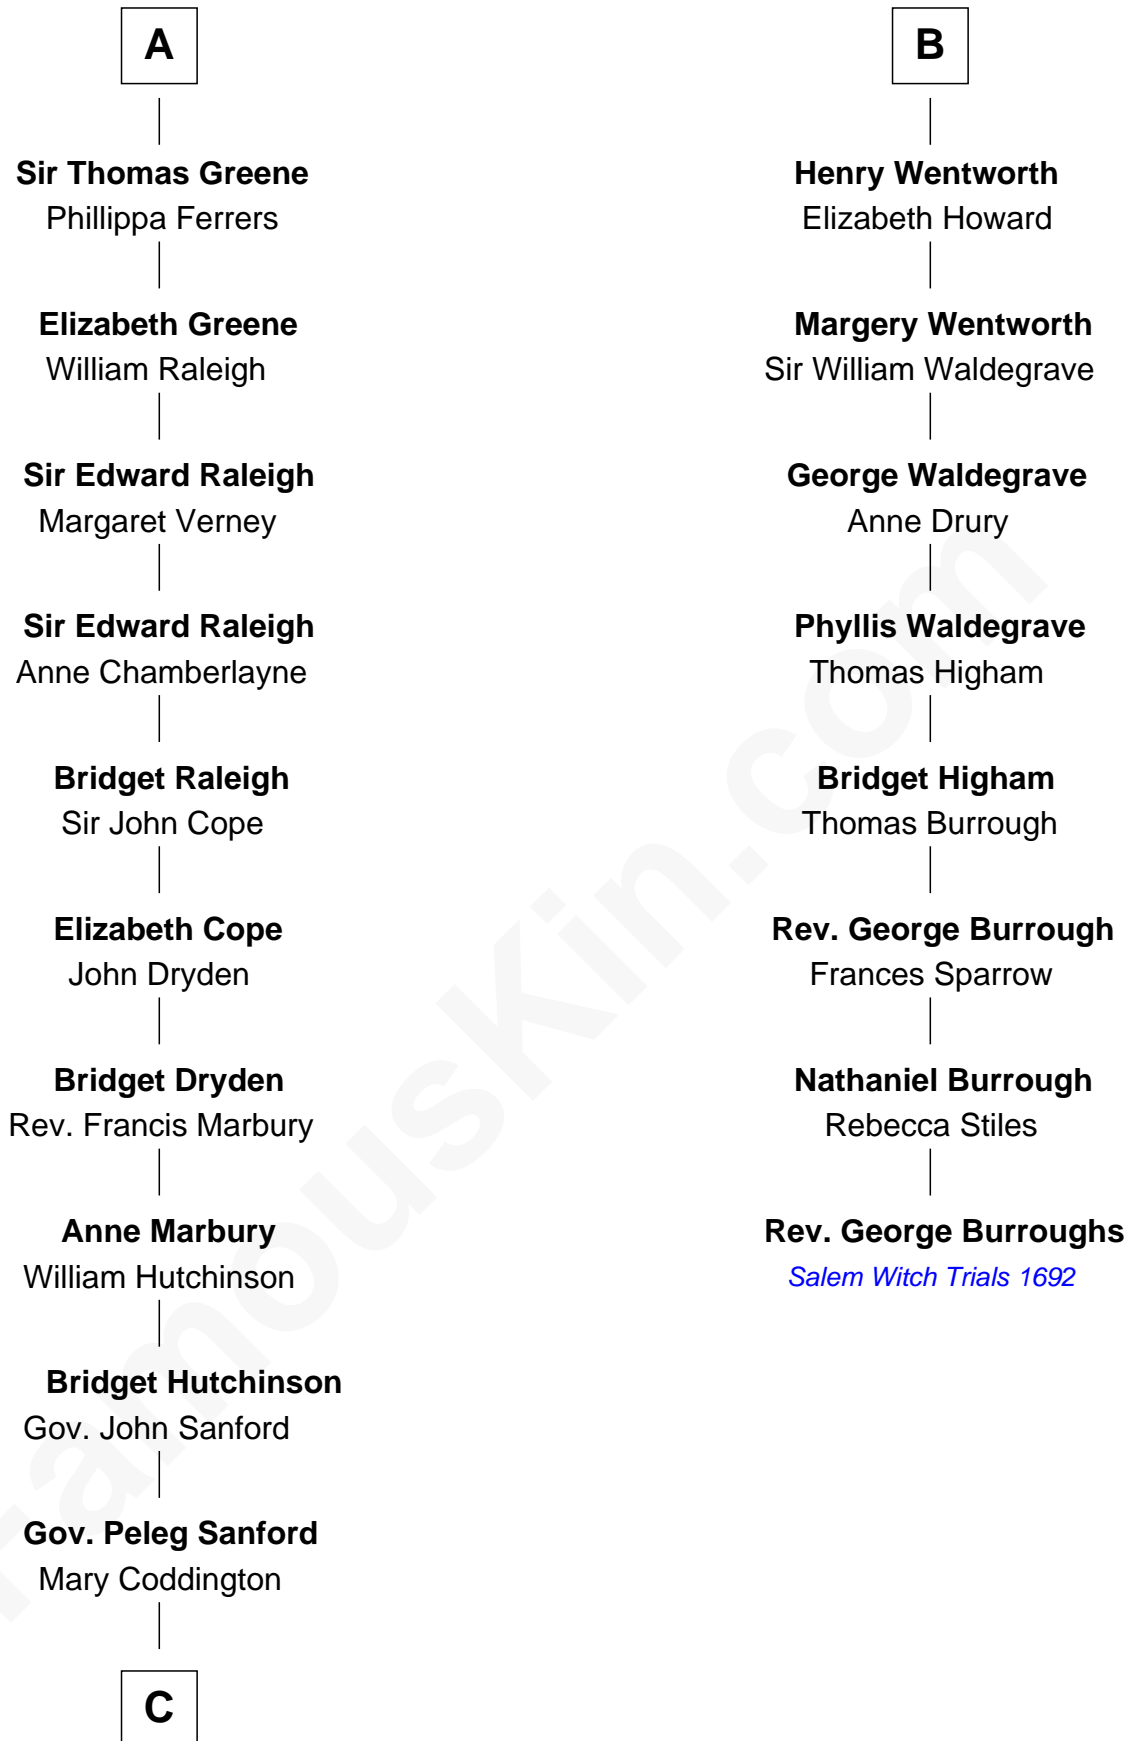 A
Sir Thomas Greene
Phillippa Ferrers
Elizabeth Greene
William Raleigh
Sir Edward Raleigh
Margaret Verney
Sir Edward Raleigh
Anne Chamberlayne
Bridget Raleigh
Sir John Cope
Elizabeth Cope
John Dryden
Bridget Dryden
Rev. Francis Marbury
Anne Marbury
William Hutchinson
Bridget Hutchinson
Gov. John Sanford
Gov. Peleg Sanford
Mary Coddington
C
B
Henry Wentworth
Elizabeth Howard
Margery Wentworth
Sir William Waldegrave
George Waldegrave
Anne Drury
Phyllis Waldegrave
Thomas Higham
Bridget Higham
Thomas Burrough
Rev. George Burrough
Frances Sparrow
Nathaniel Burrough
Rebecca Stiles
Rev. George Burroughs
Salem Witch Trials 1692
FamousKin.com